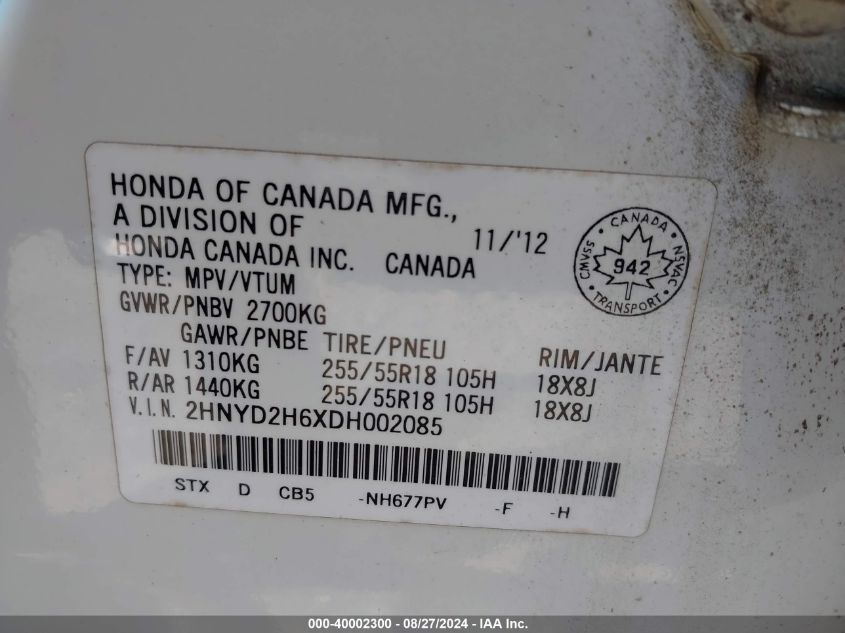 HONDA OF CANADA MFG.,
A DIVISION OF
HONDA CANADA INC. CANADA 11/'12
TYPE: MPV/VTUM
GVWR/PNBV 2700KG
GAWR/PNBE TIRE/PNEU RIM/JANTE
F/AV 1310KG 255/55R18 105H 18X8J
R/AR 1440KG 255/55R18 105H 18X8J
V.I.N. 2HNYD2H6XDH002085
STX D CB5 -NH677PV -F -H
CANADA
CMVSS 942 NSVAC
TRANSPORT
000-40002300 - 08/27/2024 - IAA Inc.